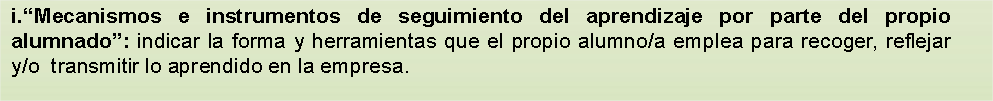 i.“Mecanismos e instrumentos de seguimiento del aprendizaje por parte del propio
alumnado”: indicar la forma y herramientas que el propio alumno/a emplea para recoger, reflejar
y/o transmitir lo aprendido en la empresa.